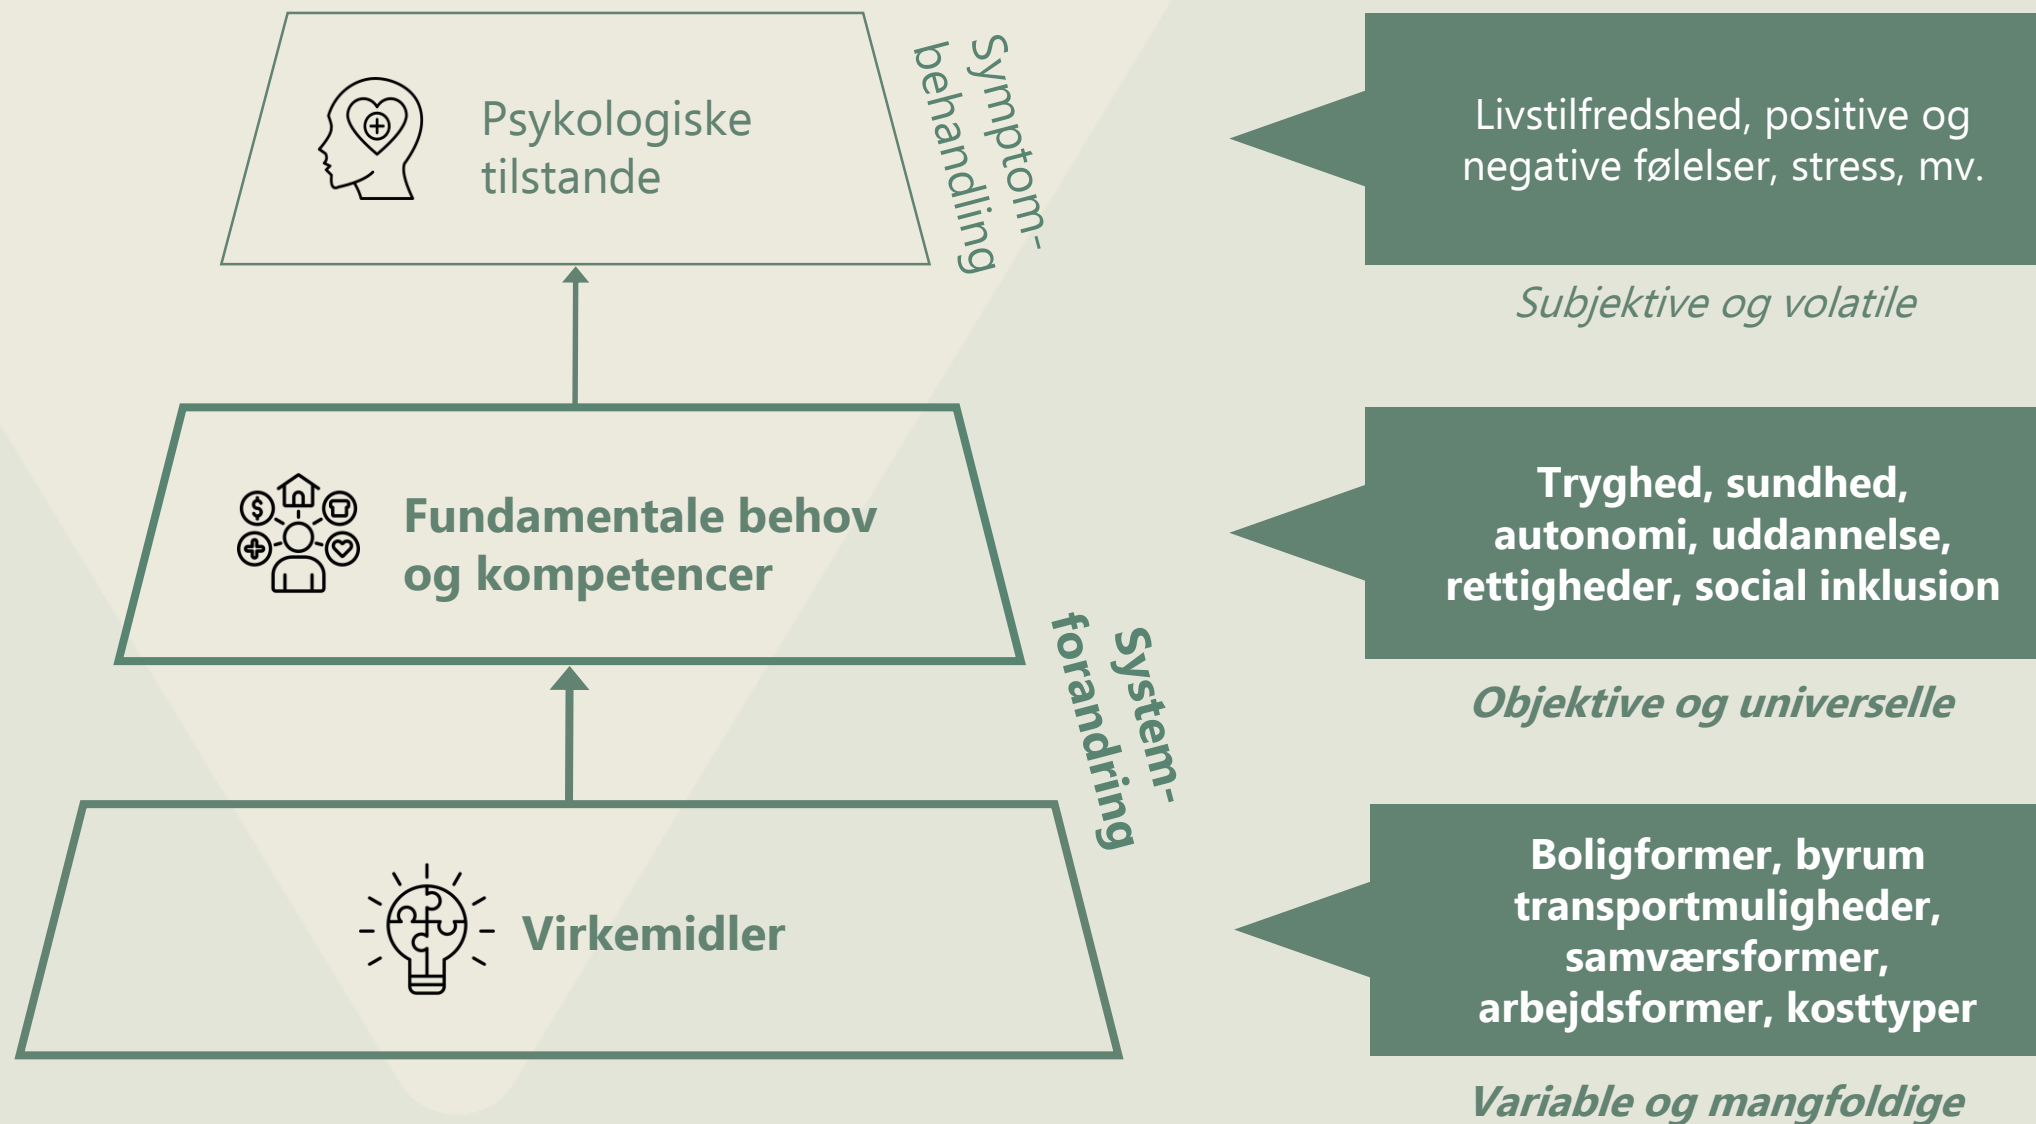 Psykologiske
tilstande
Symptom-
behandling
Livstilfredshed, positive og
negative følelser, stress, mv.
Subjektive og volatile
Fundamentale behov
og kompetencer
System-
forandring
Tryghed, sundhed,
autonomi, uddannelse,
rettigheder, social inklusion
Objektive og universelle
Virkemidler
Boligformer, byrum
transportmuligheder,
samværsformer,
arbejdsformer, kosttyper
Variable og mangfoldige